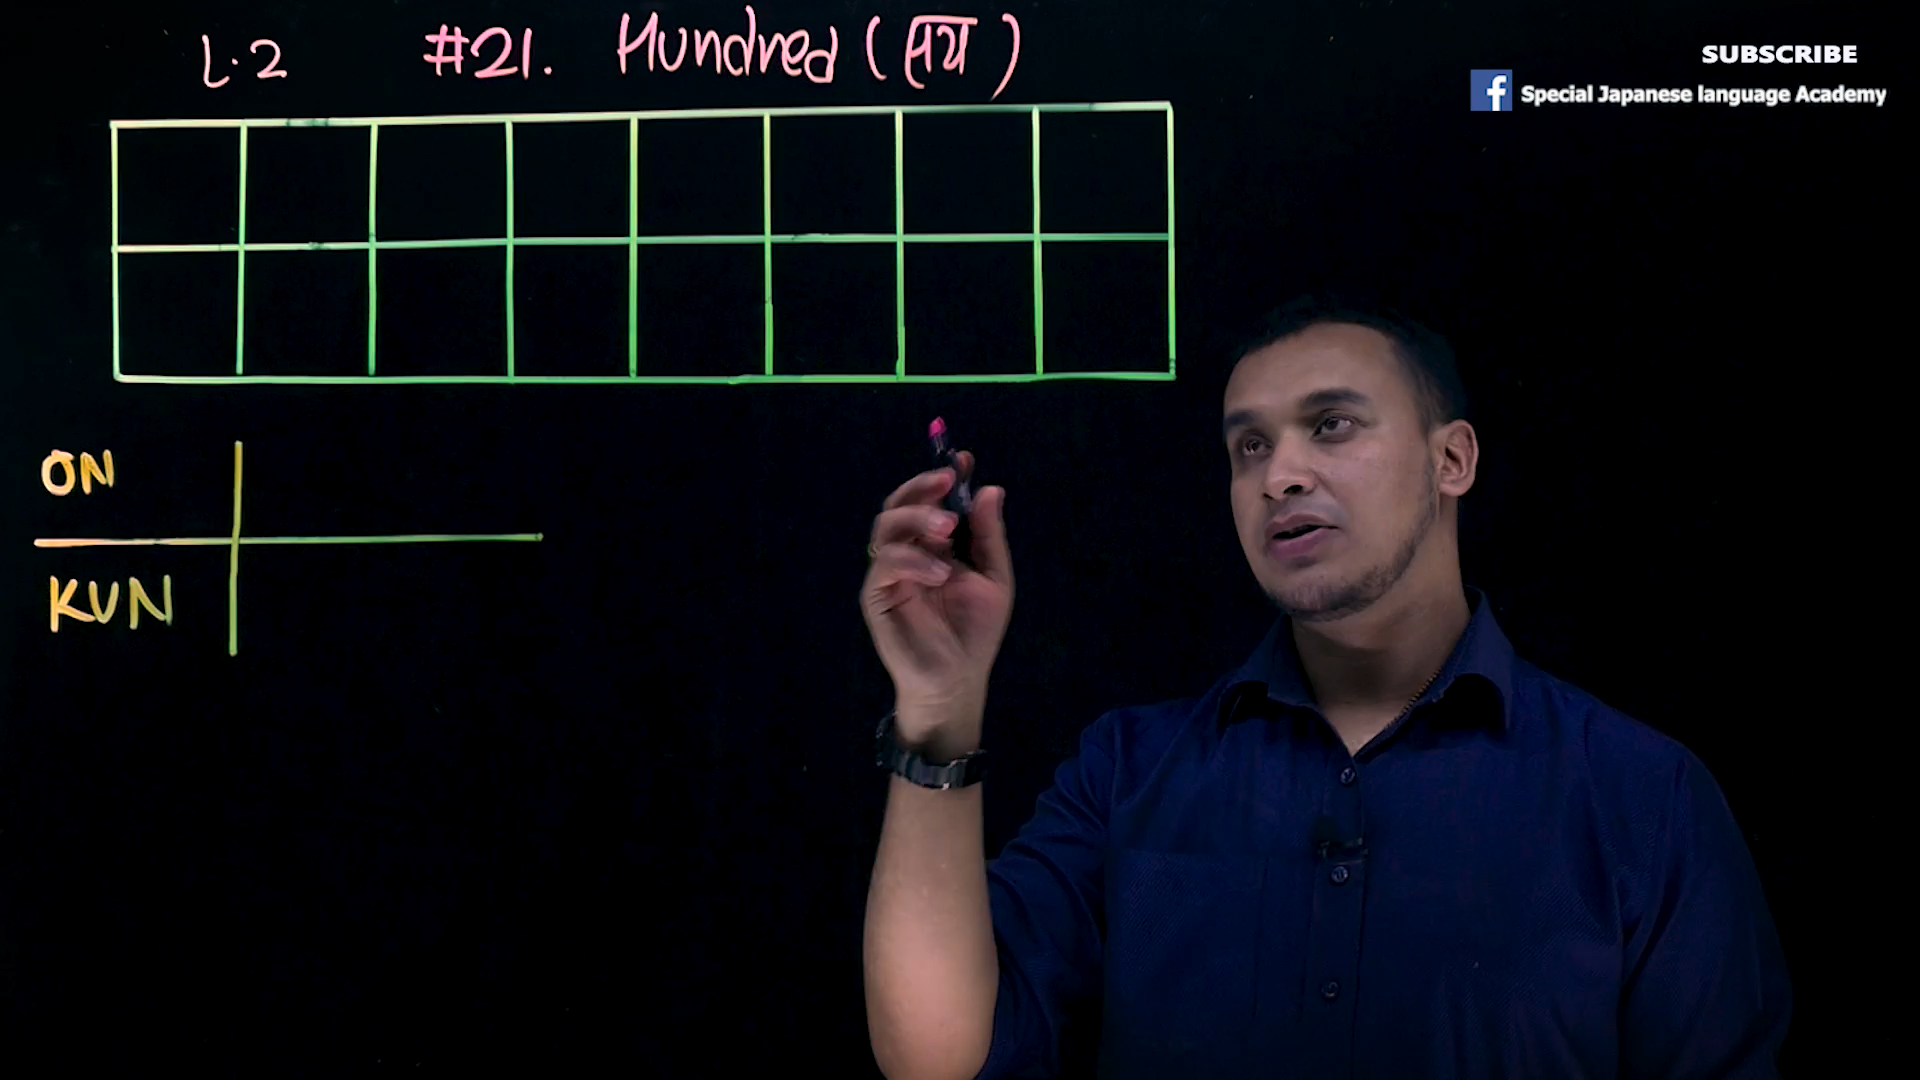 L.2 #21. Hundred (सय)
SUBSCRIBE
f Special Japanese language Academy
ON
KUN